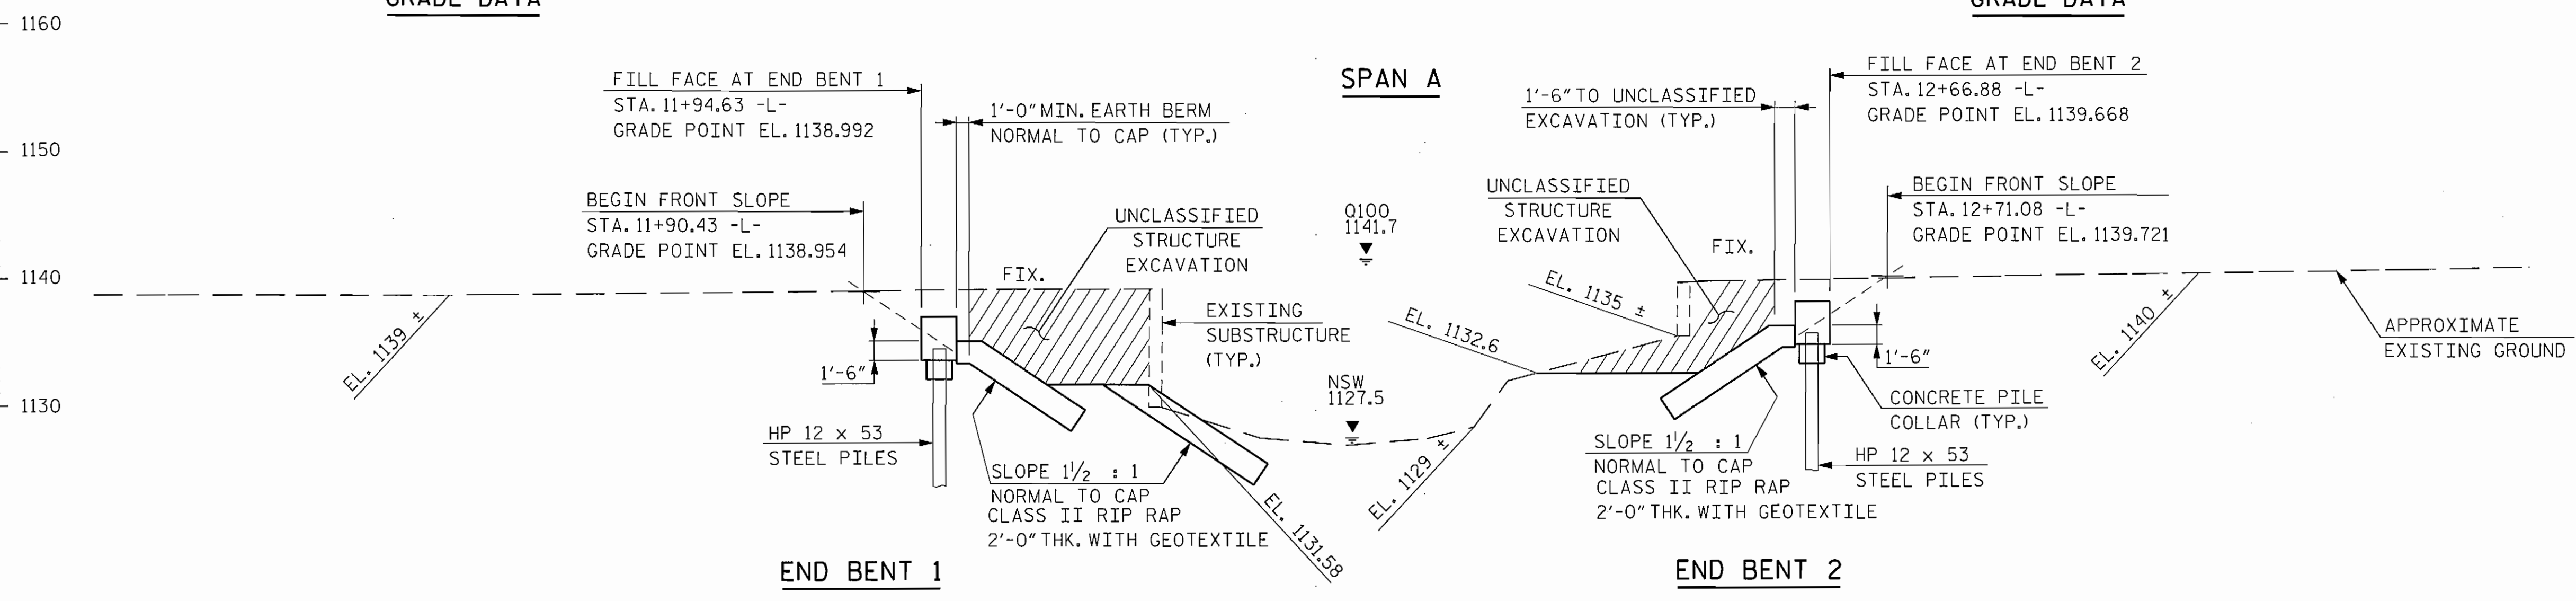 GRADE DATA
GRADE DATA
1160
1150
1140
1130
FILL FACE AT END BENT 1
STA. 11+94.63 -L-
GRADE POINT EL. 1138.992
1'-0" MIN. EARTH BERM
NORMAL TO CAP (TYP.)
SPAN A
1'-6" TO UNCLASSIFIED
EXCAVATION (TYP.)
FILL FACE AT END BENT 2
STA. 12+66.88 -L-
GRADE POINT EL. 1139.668
BEGIN FRONT SLOPE
STA. 11+90.43 -L-
GRADE POINT EL. 1138.954
UNCLASSIFIED
STRUCTURE
EXCAVATION
FIX.
Q100
1141.7
UNCLASSIFIED
STRUCTURE
EXCAVATION
FIX.
BEGIN FRONT SLOPE
STA. 12+71.08 -L-
GRADE POINT EL. 1139.721
EL. 1139 ±
1'-6"
EXISTING
SUBSTRUCTURE
(TYP.)
EL. 1135 ±
EL. 1132.6
NSW
1127.5
EL. 1129 ±
EL. 1140 ±
APPROXIMATE
EXISTING GROUND
1'-6"
CONCRETE PILE
COLLAR (TYP.)
HP 12 x 53
STEEL PILES
SLOPE 1 1/2 : 1
NORMAL TO CAP
CLASS II RIP RAP
2'-0" THK. WITH GEOTEXTILE
EL. 1131.58
SLOPE 1 1/2 : 1
NORMAL TO CAP
CLASS II RIP RAP
2'-0" THK. WITH GEOTEXTILE
HP 12 x 53
STEEL PILES
END BENT 1
END BENT 2